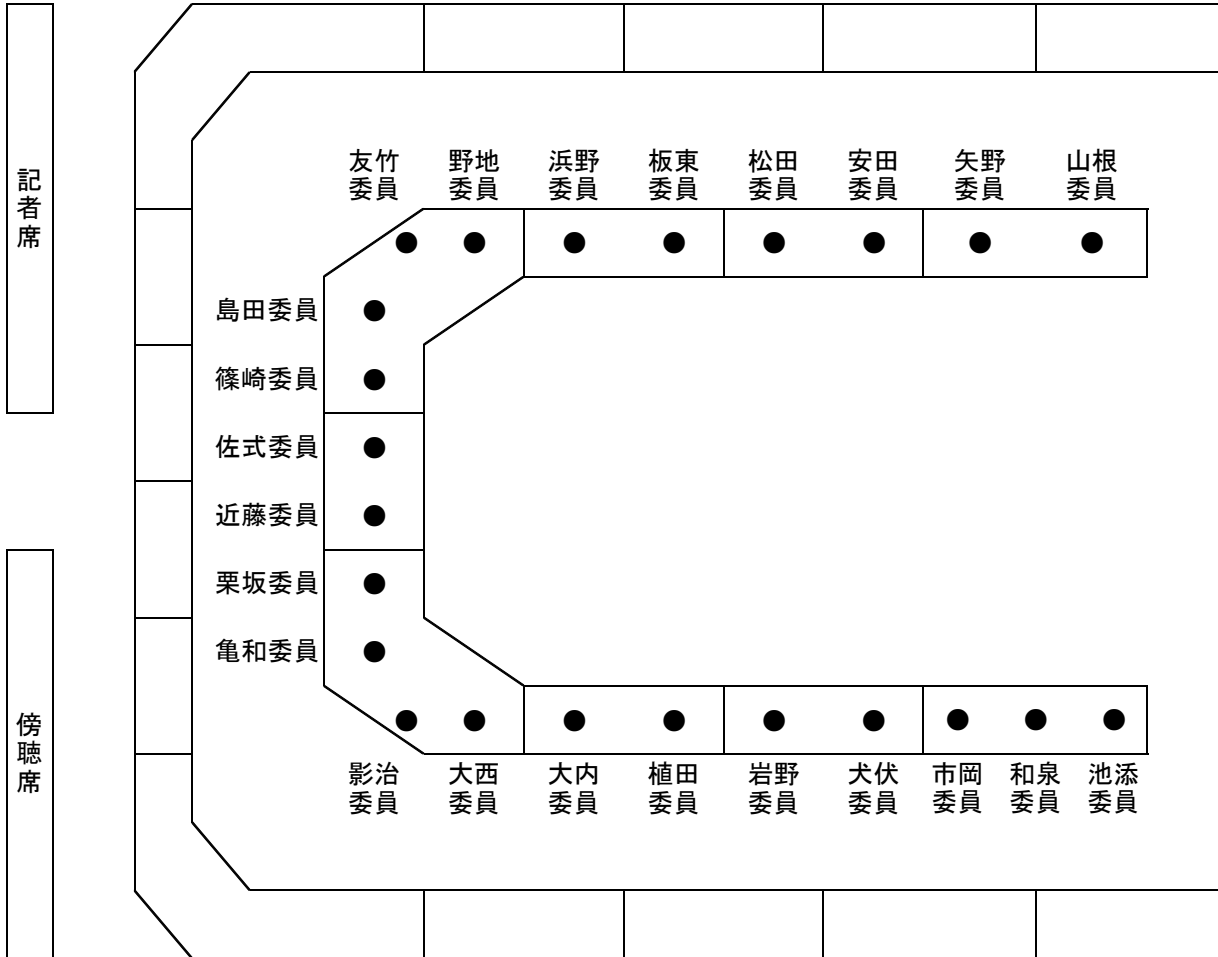 記者席
友竹
委員
野地
委員
浜野
委員
板東
委員
松田
委員
安田
委員
矢野
委員
山根
委員
島田委員
篠崎委員
佐式委員
近藤委員
栗坂委員
亀和委員
傍聴席
影治
委員
大西
委員
大内
委員
植田
委員
岩野
委員
犬伏
委員
市岡
委員
和泉
委員
池添
委員